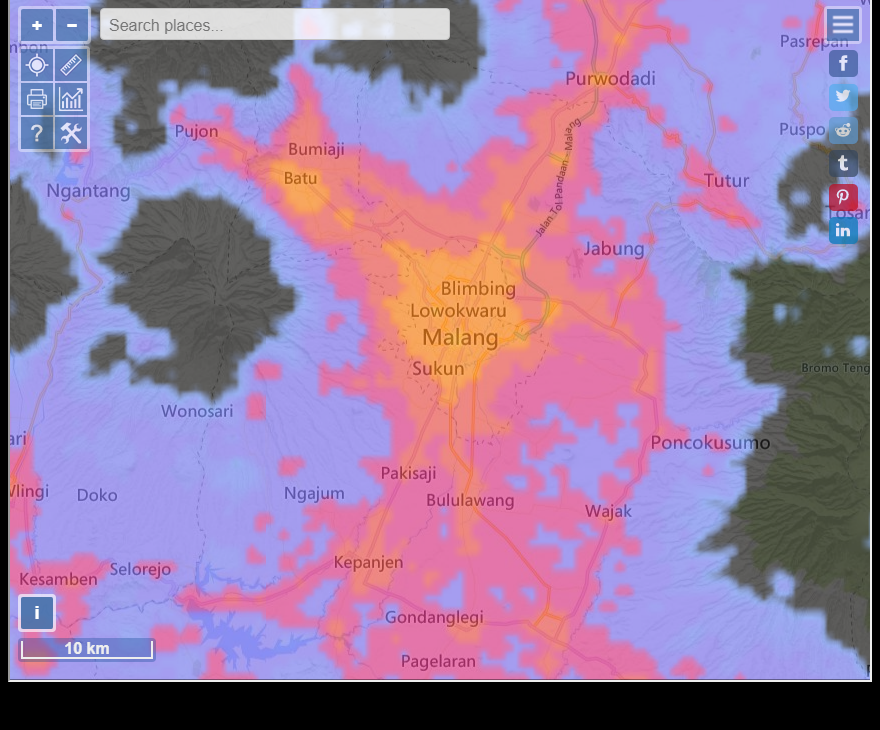 +
-
Search places...
Pasrepan
Purwodadi
Pujon
Puspo
Bumiaji
Jalan Tol Pandaan - Malang
Batu
Tutur
Ngantang
Jabung
Blimbing
Lowokwaru
Malang
Sukun
Bromo Teng
Wonosari
Poncokusumo
Pakisaji
Ngajum
Doko
Bululawang
Wajak
Kepanjen
Selorejo
Kesamben
Gondanglegi
Pagelaran
?
f
t
in
i
10 km